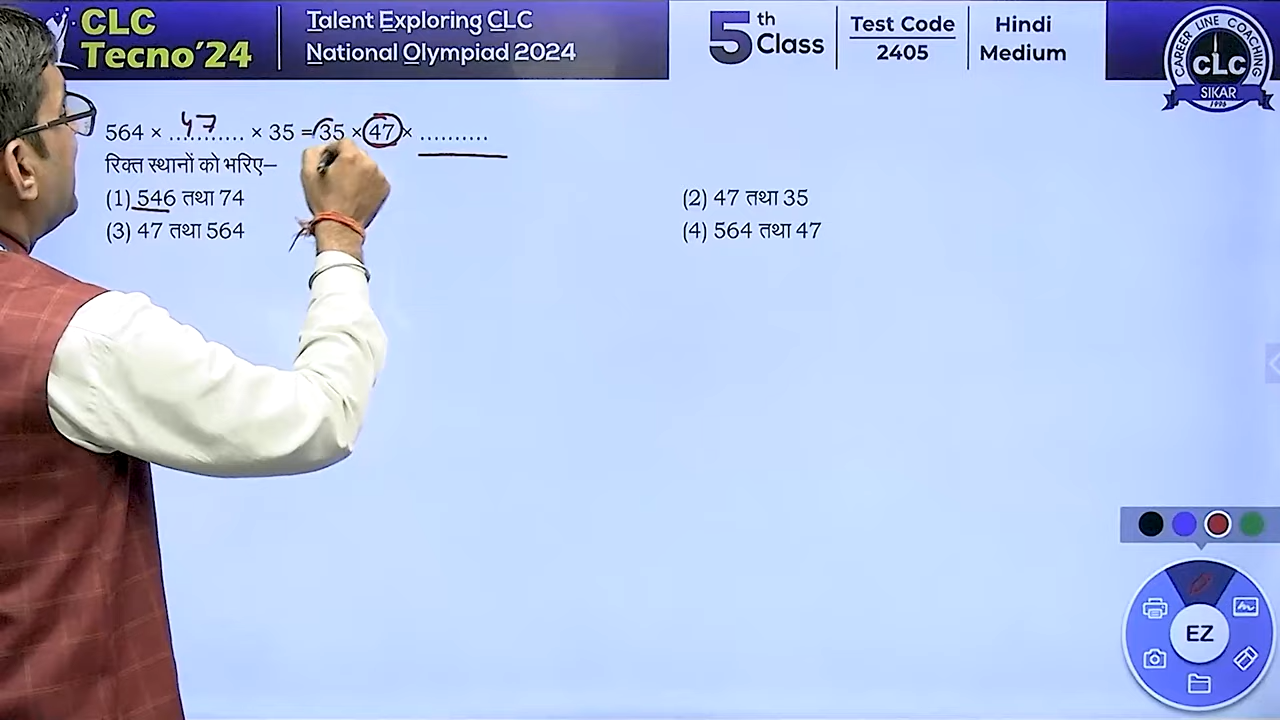 CLC
Tecno'24
Talent Exploring CLC
National Olympiad 2024
5th Class
Test Code
2405
Hindi
Medium
CAREER LINE COACHING
CLC
SIKAR
1996
564 × .......... × 35 = 35 × 47 × ..........
47
रिक्त स्थानों को भरिए–
(1) 546 तथा 74
(2) 47 तथा 35
(3) 47 तथा 564
(4) 564 तथा 47
EZ